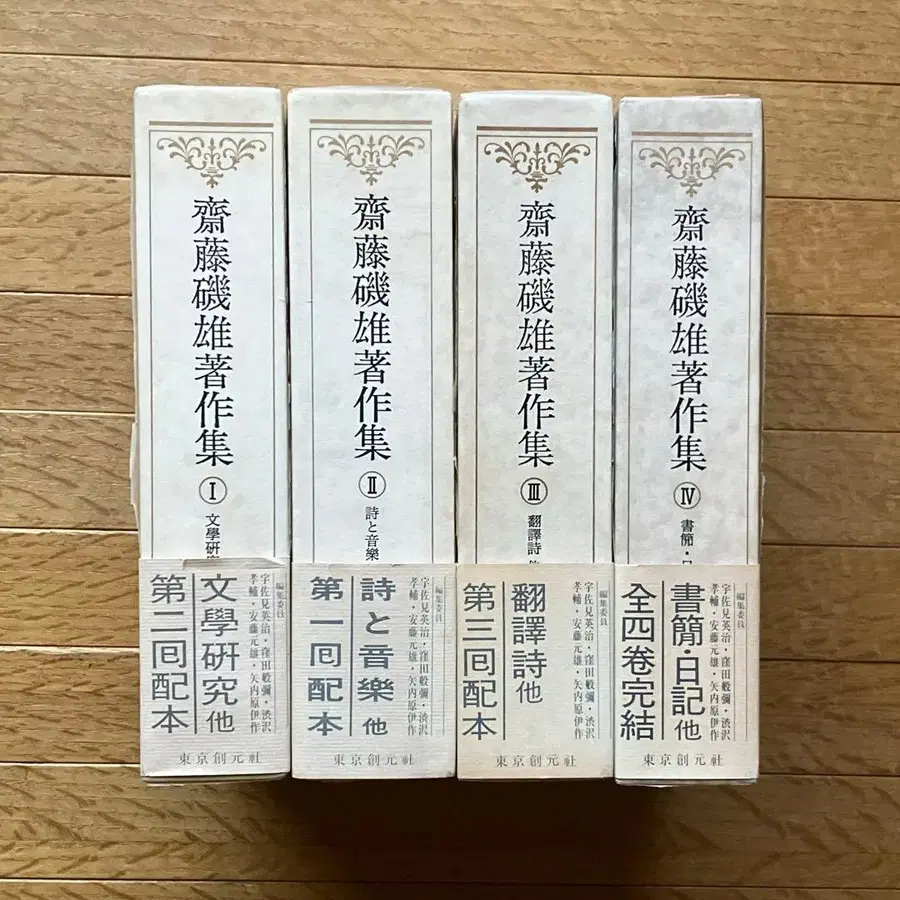 齋藤磯雄著作集
Ⅰ
文學研究
文學硏究 他
第二回配本
編集委員
宇佐見英治・窪田般彌・渋沢
孝輔・安藤元雄・矢内原伊作
東京創元社
齋藤磯雄著作集
Ⅱ
詩と音樂
詩と音樂 他
第一回配本
編集委員
宇佐見英治・窪田般彌・渋沢
孝輔・安藤元雄・矢内原伊作
東京創元社
齋藤磯雄著作集
Ⅲ
翻譯詩 他
翻譯詩 他
第三回配本
編集委員
宇佐見英治・窪田般彌・渋沢
孝輔・安藤元雄・矢内原伊作
東京創元社
齋藤磯雄著作集
Ⅳ
書簡・日
書簡・日記 他
全四卷完結
編集委員
宇佐見英治・窪田般彌・渋沢
孝輔・安藤元雄・矢内原伊作
東京創元社